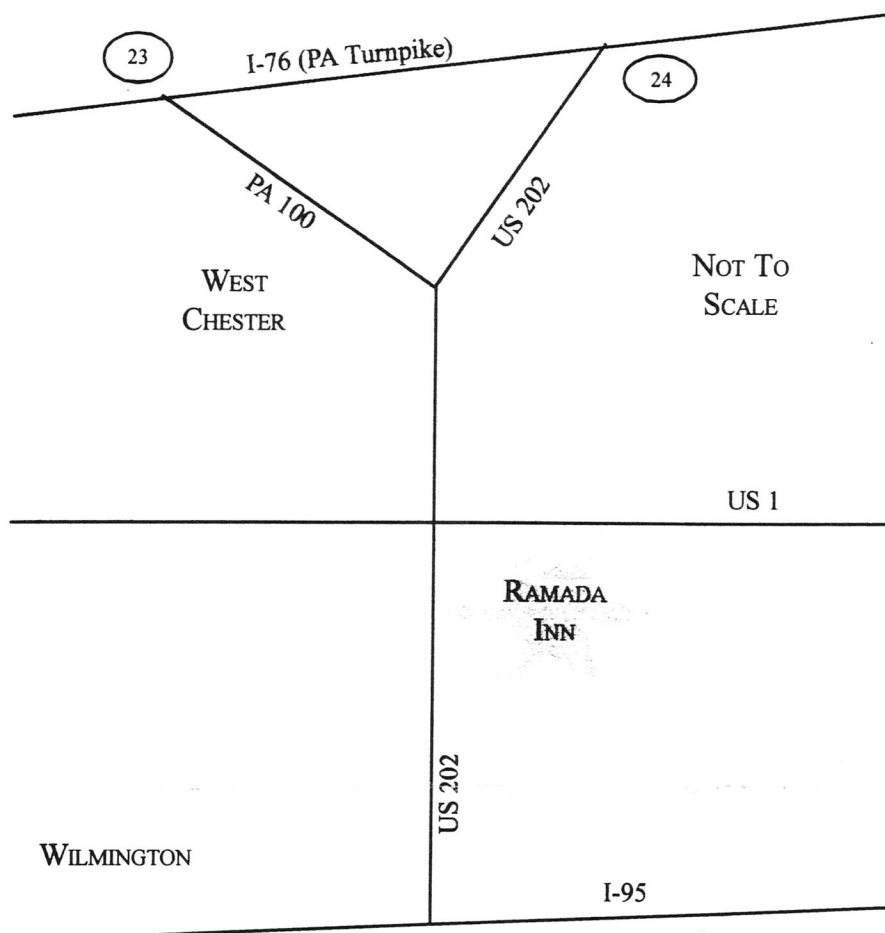 23
I-76 (PA Turnpike)
24
PA 100
US 202
WEST
CHESTER
NOT TO
SCALE
US 1
RAMADA
INN
US 202
WILMINGTON
I-95